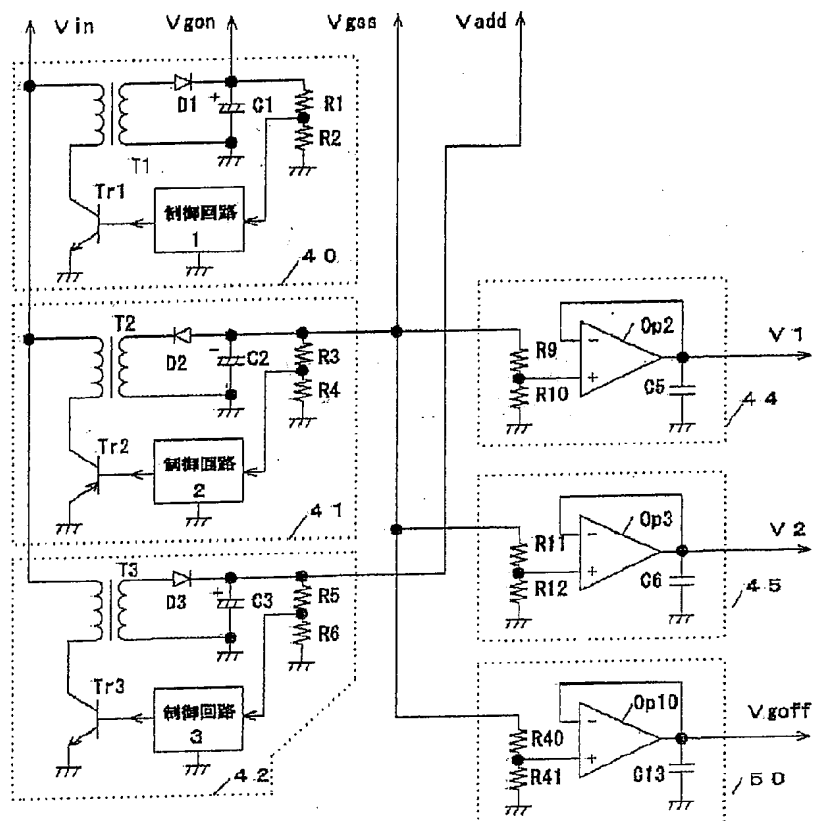 Vin
Vgon
Vgss
Vadd
D1
+
C1
R1
R2
T1
Tr1
制御回路
1
40
T2
D2
-
C2
R3
R4
Tr2
制御回路
2
41
T3
D3
+
C3
R5
R6
Tr3
制御回路
3
42
R9
R10
-
+
Op2
C5
V1
44
R11
R12
-
+
Op3
C6
V2
45
R40
R41
-
+
Op10
C13
Vgoff
50